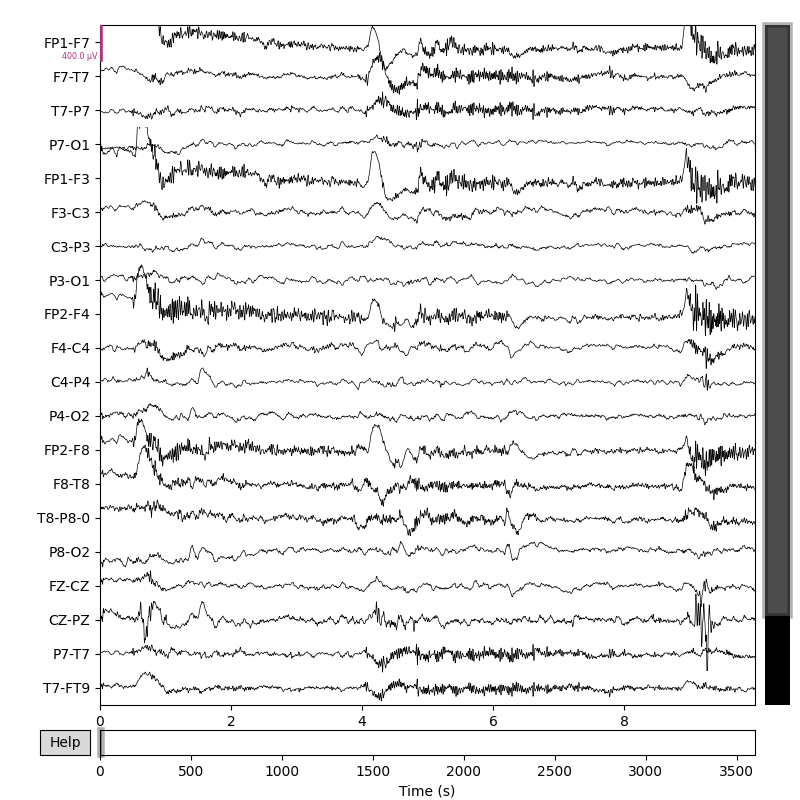 FP1-F7
400.0 µV
F7-T7
T7-P7
P7-O1
FP1-F3
F3-C3
C3-P3
P3-O1
FP2-F4
F4-C4
C4-P4
P4-O2
FP2-F8
F8-T8
T8-P8-0
P8-O2
FZ-CZ
CZ-PZ
P7-T7
T7-FT9
0 2 4 6 8
Help
0 500 1000 1500 2000 2500 3000 3500
Time (s)